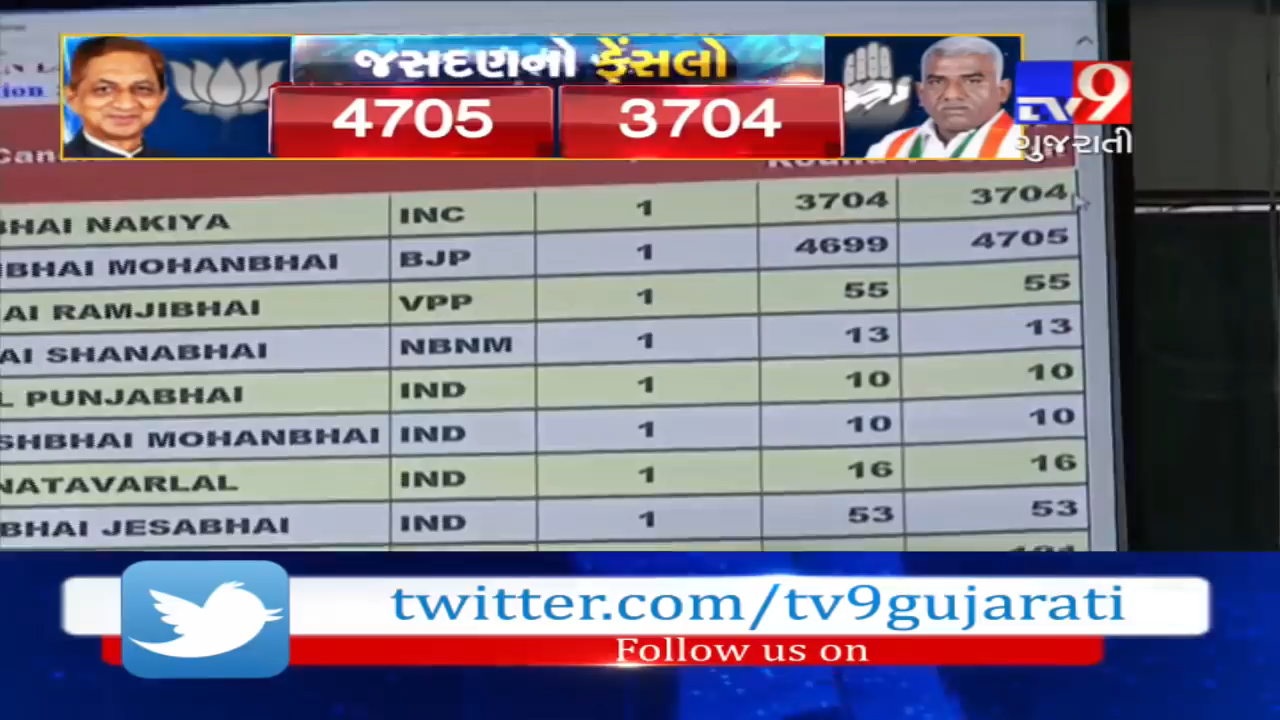 જસદણનો ફેંસલો
4705 3704
tv9
ગુજરાતી
tion
Can
BHAI NAKIYA INC 1 3704 3704
BHAI MOHANBHAI BJP 1 4699 4705
AI RAMJIBHAI VPP 1 55 55
AI SHANABHAI NBNM 1 13 13
L PUNJABHAI IND 1 10 10
SHBHAI MOHANBHAI IND 1 10 10
NATAVARLAL IND 1 16 16
BHAI JESABHAI IND 1 53 53
twitter.com/tv9gujarati
Follow us on